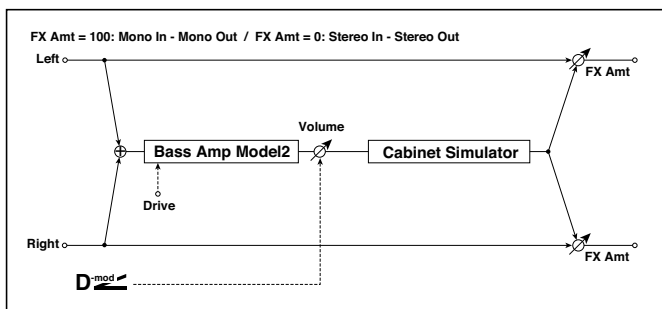 FX Amt = 100: Mono In - Mono Out / FX Amt = 0: Stereo In - Stereo Out
Left
FX Amt
Volume
Bass Amp Model2
Cabinet Simulator
Drive
Right
FX Amt
D-mod